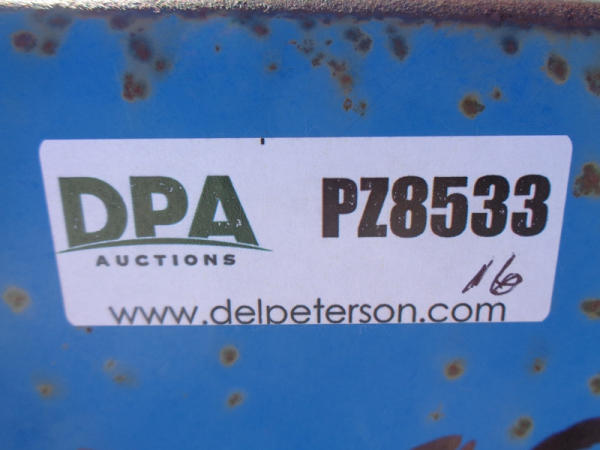 DPA
AUCTIONS
PZ8533
16
www.delpeterson.com